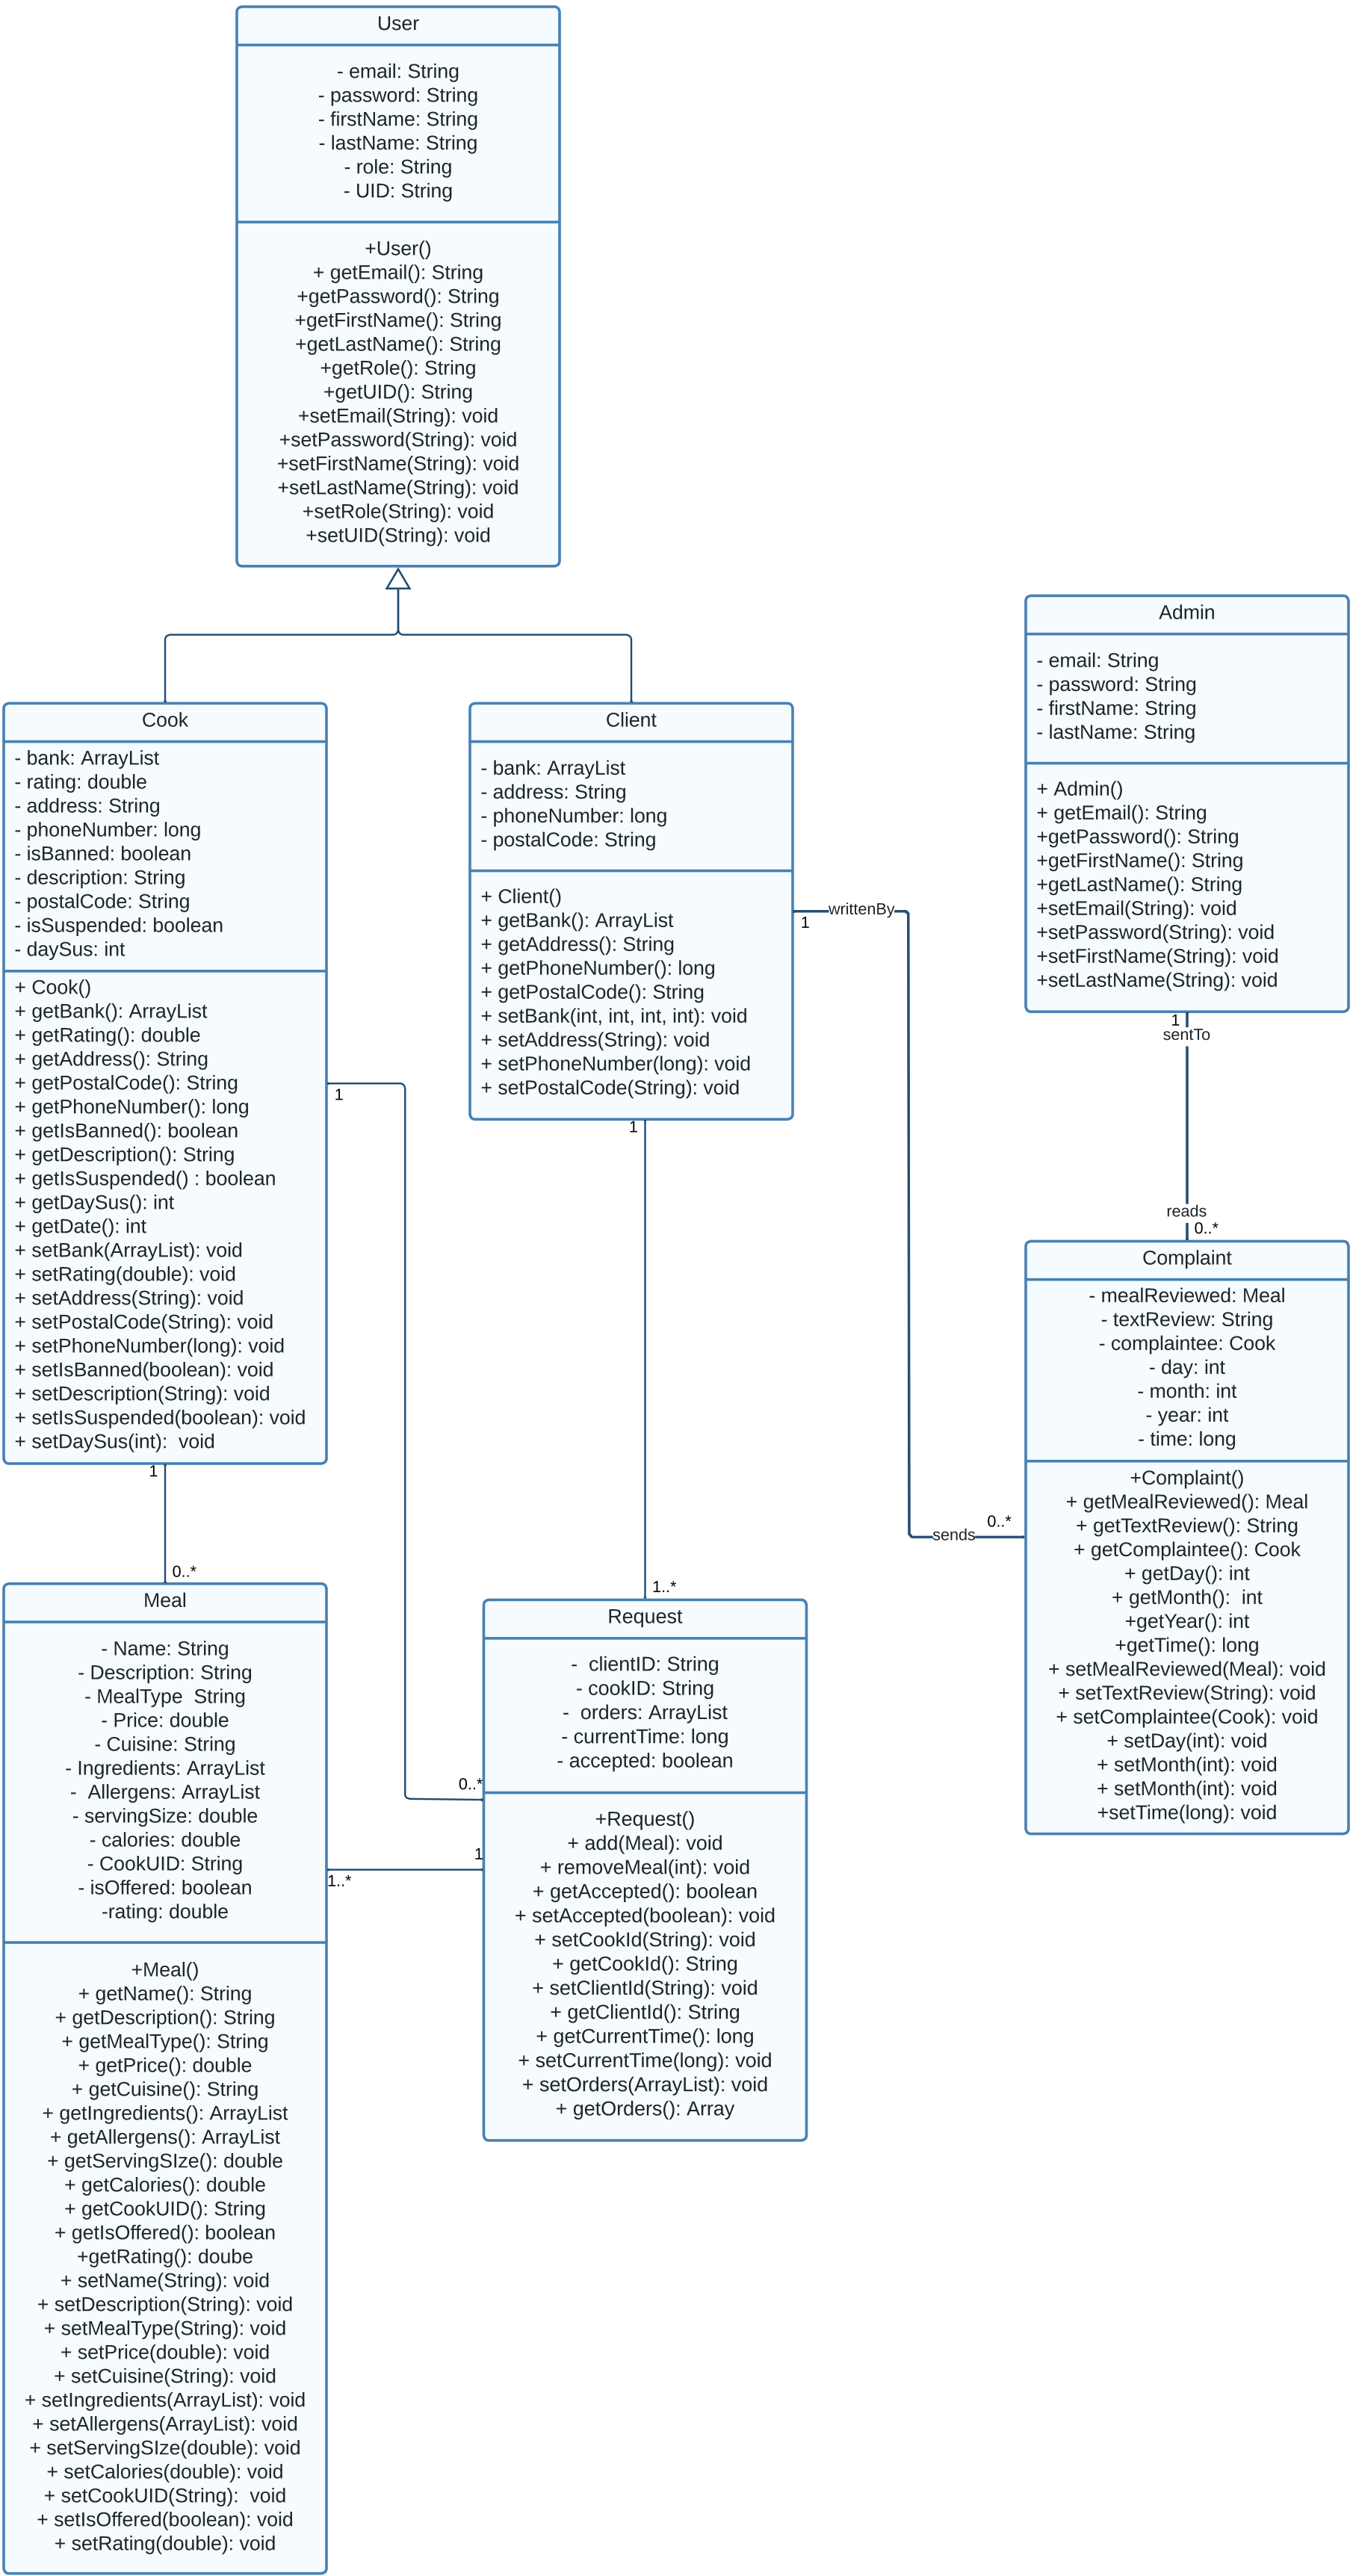 User
- email: String
- password: String
- firstName: String
- lastName: String
- role: String
- UID: String
+User()
+ getEmail(): String
+getPassword(): String
+getFirstName(): String
+getLastName(): String
+getRole(): String
+getUID(): String
+setEmail(String): void
+setPassword(String): void
+setFirstName(String): void
+setLastName(String): void
+setRole(String): void
+setUID(String): void
Cook
- bank: ArrayList
- rating: double
- address: String
- phoneNumber: long
- isBanned: boolean
- description: String
- postalCode: String
- isSuspended: boolean
- daySus: int
+ Cook()
+ getBank(): ArrayList
+ getRating(): double
+ getAddress(): String
+ getPostalCode(): String
+ getPhoneNumber(): long
+ getIsBanned(): boolean
+ getDescription(): String
+ getIsSuspended() : boolean
+ getDaySus(): int
+ getDate(): int
+ setBank(ArrayList): void
+ setRating(double): void
+ setAddress(String): void
+ setPostalCode(String): void
+ setPhoneNumber(long): void
+ setIsBanned(boolean): void
+ setDescription(String): void
+ setIsSuspended(boolean): void
+ setDaySus(int):  void
1
1
0..*
Client
- bank: ArrayList
- address: String
- phoneNumber: long
- postalCode: String
+ Client()
+ getBank(): ArrayList
+ getAddress(): String
+ getPhoneNumber(): long
+ getPostalCode(): String
+ setBank(int, int, int, int): void
+ setAddress(String): void
+ setPhoneNumber(long): void
+ setPostalCode(String): void
writtenBy
1
1
1..*
Admin
- email: String
- password: String
- firstName: String
- lastName: String
+ Admin()
+ getEmail(): String
+getPassword(): String
+getFirstName(): String
+getLastName(): String
+setEmail(String): void
+setPassword(String): void
+setFirstName(String): void
+setLastName(String): void
1
sentTo
reads
0..*
Complaint
- mealReviewed: Meal
- textReview: String
- complaintee: Cook
- day: int
- month: int
- year: int
- time: long
+Complaint()
+ getMealReviewed(): Meal
+ getTextReview(): String
+ getComplaintee(): Cook
+ getDay(): int
+ getMonth():  int
+getYear(): int
+getTime(): long
+ setMealReviewed(Meal): void
+ setTextReview(String): void
+ setComplaintee(Cook): void
+ setDay(int): void
+ setMonth(int): void
+ setMonth(int): void
+setTime(long): void
0..*
sends
Meal
- Name: String
- Description: String
- MealType  String
- Price: double
- Cuisine: String
- Ingredients: ArrayList
-  Allergens: ArrayList
- servingSize: double
- calories: double
- CookUID: String
- isOffered: boolean
-rating: double
+Meal()
+ getName(): String
+ getDescription(): String
+ getMealType(): String
+ getPrice(): double
+ getCuisine(): String
+ getIngredients(): ArrayList
+ getAllergens(): ArrayList
+ getServingSIze(): double
+ getCalories(): double
+ getCookUID(): String
+ getIsOffered(): boolean
+getRating(): doube
+ setName(String): void
+ setDescription(String): void
+ setMealType(String): void
+ setPrice(double): void
+ setCuisine(String): void
+ setIngredients(ArrayList): void
+ setAllergens(ArrayList): void
+ setServingSIze(double): void
+ setCalories(double): void
+ setCookUID(String):  void
+ setIsOffered(boolean): void
+ setRating(double): void
0..*
1
1..*
Request
-  clientID: String
- cookID: String
-  orders: ArrayList
- currentTime: long
- accepted: boolean
+Request()
+ add(Meal): void
+ removeMeal(int): void
+ getAccepted(): boolean
+ setAccepted(boolean): void
+ setCookId(String): void
+ getCookId(): String
+ setClientId(String): void
+ getClientId(): String
+ getCurrentTime(): long
+ setCurrentTime(long): void
+ setOrders(ArrayList): void
+ getOrders(): Array